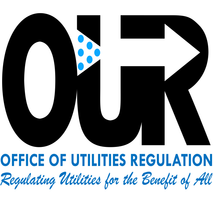 OUR
OFFICE OF UTILITIES REGULATION
Regulating Utilities for the Benefit of All